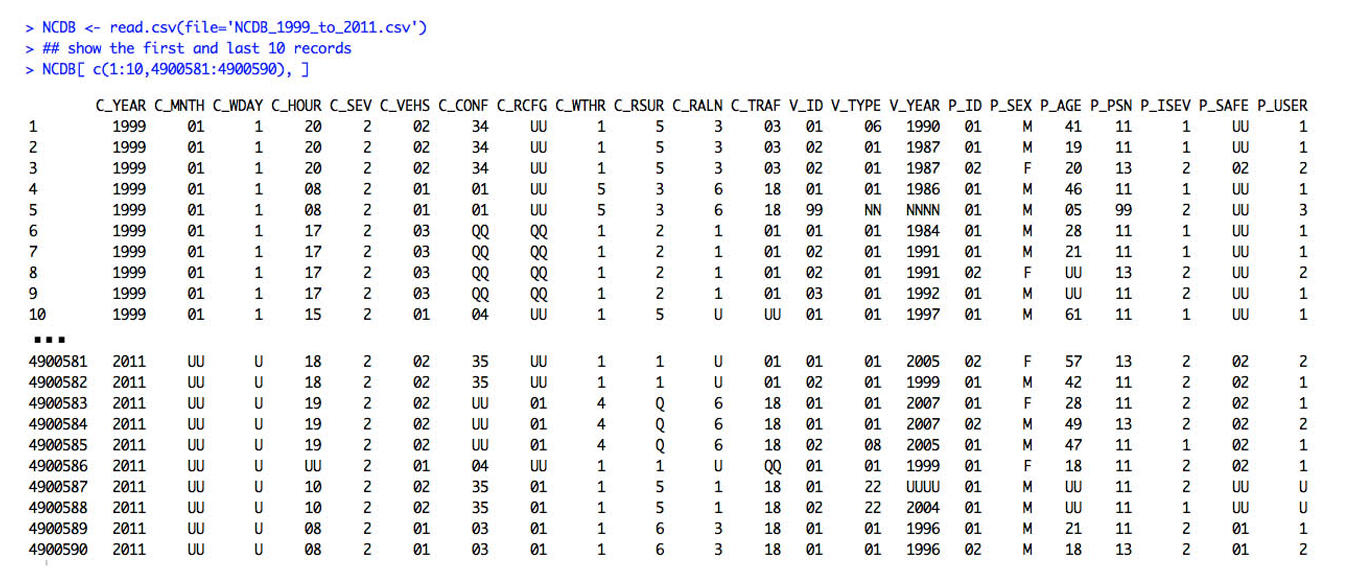 > NCDB <- read.csv(file='NCDB_1999_to_2011.csv')
> ## show the first and last 10 records
> NCDB[ c(1:10,4900581:4900590), ]
C_YEAR C_MNTH C_WDAY C_HOUR C_SEV C_VEHS C_CONF C_RCFG C_WTHR C_RSUR C_RALN C_TRAF V_ID V_TYPE V_YEAR P_ID P_SEX P_AGE P_PSN P_ISEV P_SAFE P_USER
1 1999 01 1 20 2 02 34 UU 1 5 3 03 01 06 1990 01 M 41 11 1 UU 1
2 1999 01 1 20 2 02 34 UU 1 5 3 03 02 01 1987 01 M 19 11 1 UU 1
3 1999 01 1 20 2 02 34 UU 1 5 3 03 02 01 1987 02 F 20 13 2 02 2
4 1999 01 1 08 2 01 01 UU 5 3 6 18 01 01 1986 01 M 46 11 1 UU 1
5 1999 01 1 08 2 01 01 UU 5 3 6 18 99 NN NNNN 01 M 05 99 2 UU 3
6 1999 01 1 17 2 03 QQ QQ 1 2 1 01 01 01 1984 01 M 28 11 1 UU 1
7 1999 01 1 17 2 03 QQ QQ 1 2 1 01 02 01 1991 01 M 21 11 1 UU 1
8 1999 01 1 17 2 03 QQ QQ 1 2 1 01 02 01 1991 02 F UU 13 2 UU 2
9 1999 01 1 17 2 03 QQ QQ 1 2 1 01 03 01 1992 01 M UU 11 2 UU 1
10 1999 01 1 15 2 01 04 UU 1 5 U UU 01 01 1997 01 M 61 11 1 UU 1
...
4900581 2011 UU U 18 2 02 35 UU 1 1 U 01 01 01 2005 02 F 57 13 2 02 2
4900582 2011 UU U 18 2 02 35 UU 1 1 U 01 02 01 1999 01 M 42 11 2 02 1
4900583 2011 UU U 19 2 02 UU 01 4 Q 6 18 01 01 2007 01 F 28 11 2 02 1
4900584 2011 UU U 19 2 02 UU 01 4 Q 6 18 01 01 2007 02 M 49 13 2 02 2
4900585 2011 UU U 19 2 02 UU 01 4 Q 6 18 02 08 2005 01 M 47 11 1 02 1
4900586 2011 UU U UU 2 01 04 UU 1 1 U QQ 01 01 1999 01 F 18 11 2 02 1
4900587 2011 UU U 10 2 02 35 01 1 5 1 18 01 22 UUUU 01 M UU 11 2 UU U
4900588 2011 UU U 10 2 02 35 01 1 5 1 18 02 22 2004 01 M UU 11 1 UU U
4900589 2011 UU U 08 2 01 03 01 1 6 3 18 01 01 1996 01 M 21 11 2 01 1
4900590 2011 UU U 08 2 01 03 01 1 6 3 18 01 01 1996 02 M 18 13 2 01 2